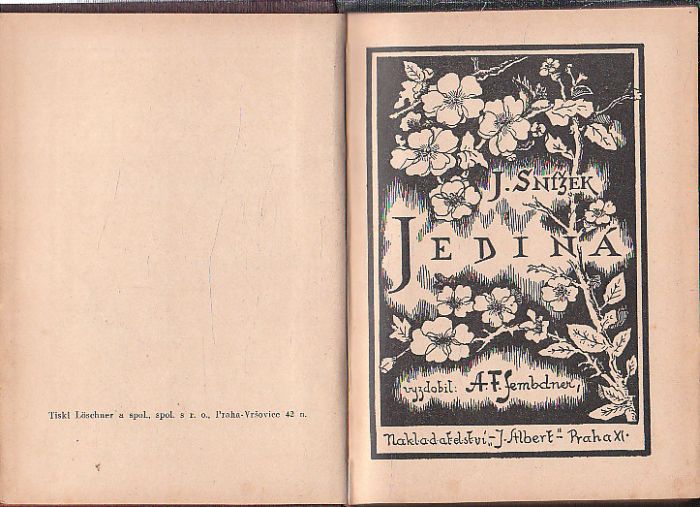 Tiskl Löschner a spol., spol. s r. o., Praha-Vršovice 42 n.
J. SNÍŽEK
JEDINÁ
vyzdobil: A. F. Sembdner,
Nakladatelství „J. Albert“ Praha XI.